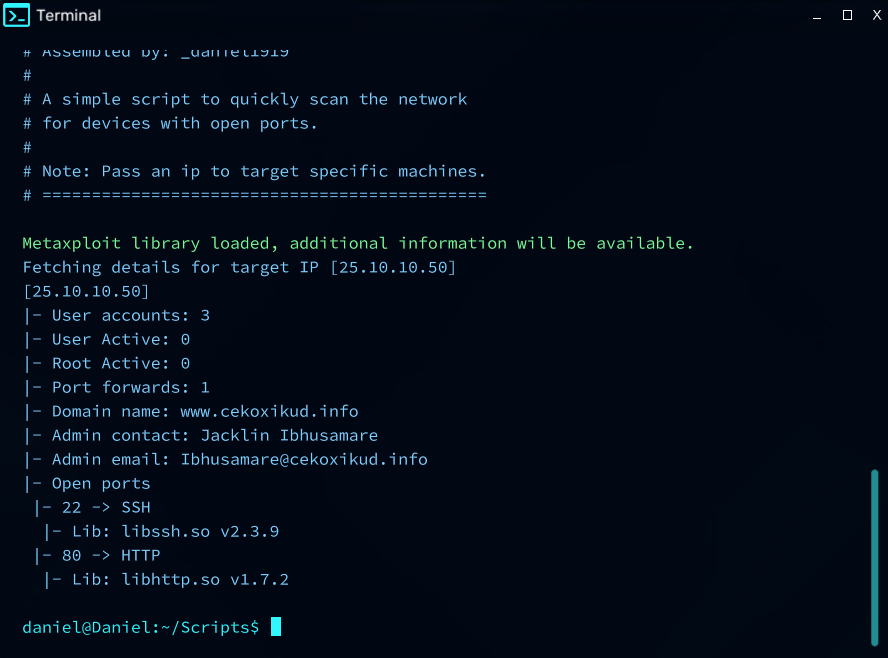 Terminal
# Assembled by: _daniel1919
#
# A simple script to quickly scan the network
# for devices with open ports.
#
# Note: Pass an ip to target specific machines.
# =============================================
Metaxploit library loaded, additional information will be available.
Fetching details for target IP [25.10.10.50]
[25.10.10.50]
|- User accounts: 3
|- User Active: 0
|- Root Active: 0
|- Port forwards: 1
|- Domain name: www.cekoxikud.info
|- Admin contact: Jacklin Ibhusamare
|- Admin email: Ibhusamare@cekoxikud.info
|- Open ports
|- 22 -> SSH
|- Lib: libssh.so v2.3.9
|- 80 -> HTTP
|- Lib: libhttp.so v1.7.2
daniel@Daniel:~/Scripts$